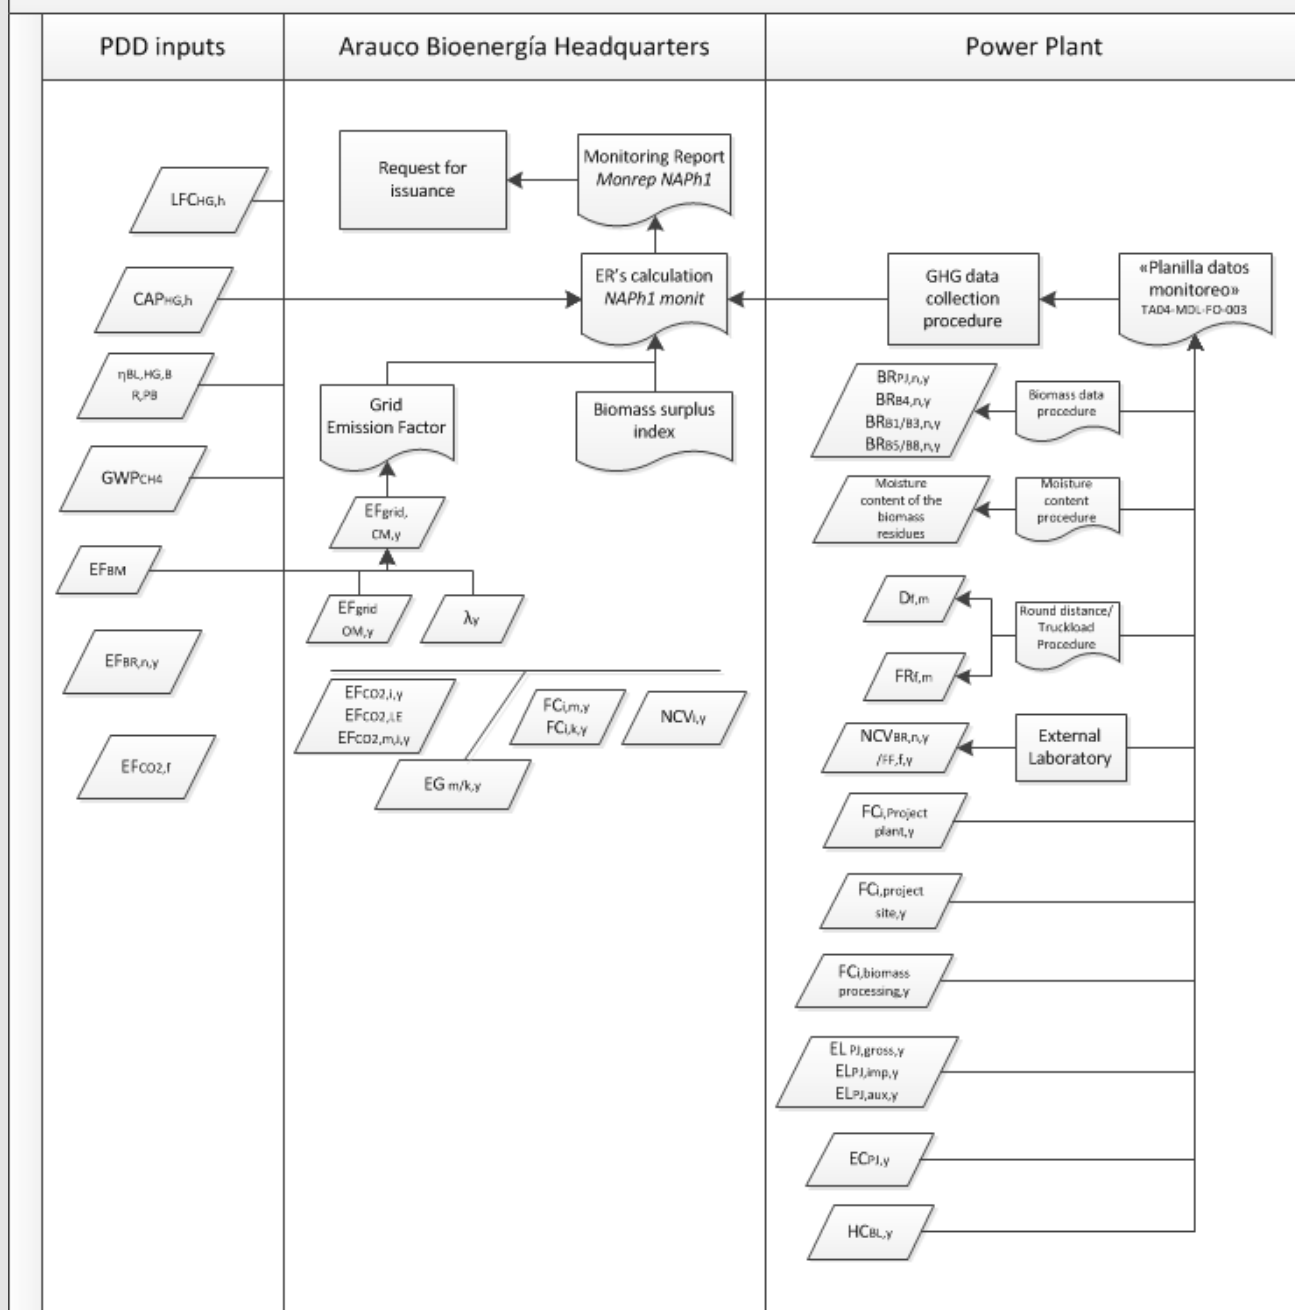 PDD inputs
Arauco Bioenergía Headquarters
Power Plant
LFCHG,h
CAPHG,h
ηBL,HG,B
R,PB
GWPCH4
EFBM
EFBR,n,y
EFCO2,f
Request for
issuance
Monitoring Report
Monrep NAPh1
ER's calculation
NAPh1 monit
Grid
Emission Factor
Biomass surplus
index
EFgrid,
CM,y
EFgrid
OM,y
λy
EFCO2,i,y
EFCO2,LE
EFCO2,m,i,y
FCi,m,y
FCi,k,y
NCVi,y
EG m/k,y
GHG data
collection
procedure
«Planilla datos
monitoreo»
TA04-MDL-FO-003
BRPJ,n,y
BRB4,n,y
BRB1/B3,n,y
BRB5/B8,n,y
Biomass data
procedure
Moisture
content of the
biomass
residues
Moisture
content
procedure
Df,m
FRf,m
Round distance/
Truckload
Procedure
NCVBR,n,y
/FF,f,y
External
Laboratory
FCi,Project
plant,y
FCi,project
site,y
FCi,biomass
processing,y
EL PJ,gross,y
ELPJ,imp,y
ELPJ,aux,y
ECPJ,y
HCBL,y